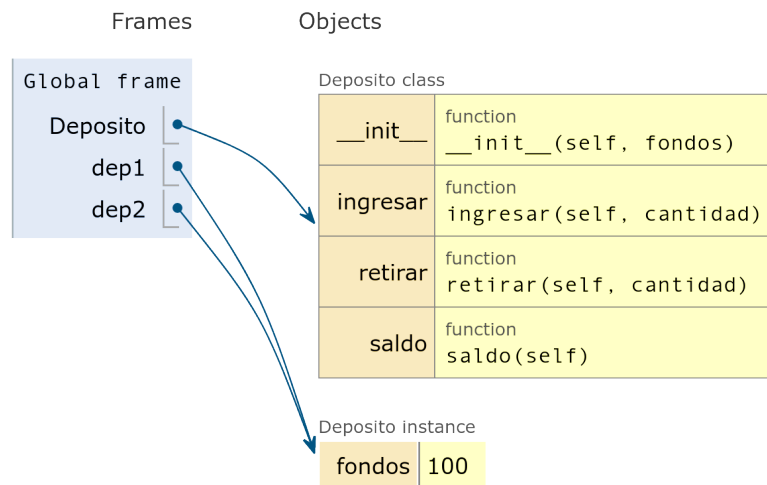 Frames Objects
Global frame
Deposito
dep1
dep2
Deposito class
__init__ function
__init__(self, fondos)
ingresar function
ingresar(self, cantidad)
retirar function
retirar(self, cantidad)
saldo function
saldo(self)
Deposito instance
fondos 100